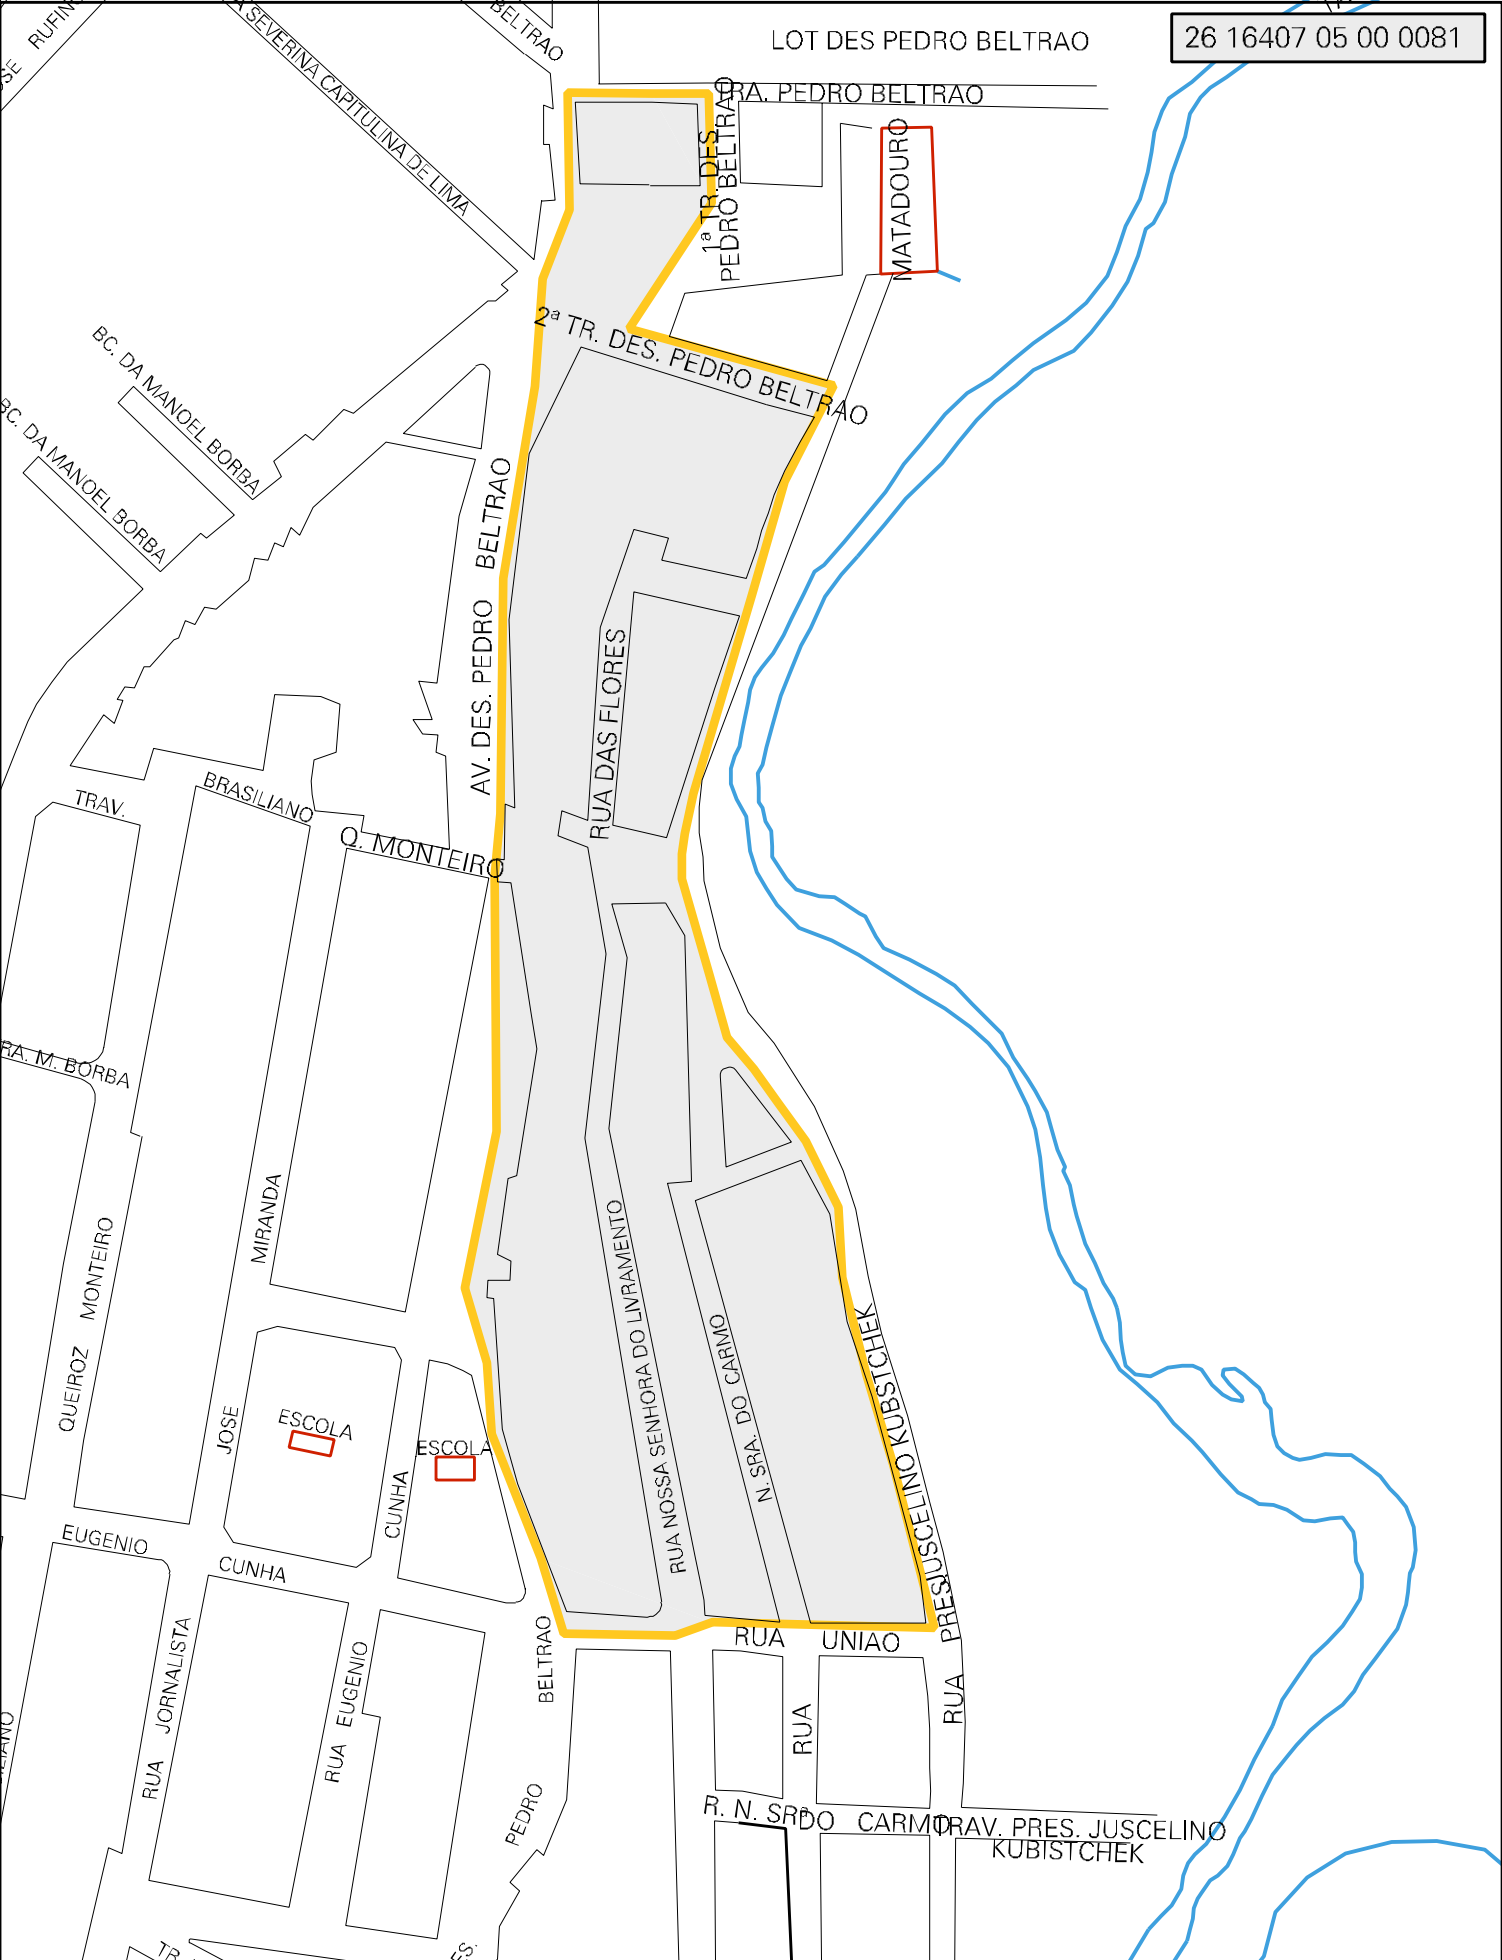 RUFINO
BELTRAO
LOT DES PEDRO BELTRAO
26 16407 05 00 0081
SEVERINA CAPITULINA DE LIMA
TRA. PEDRO BELTRAO
1ª TR. DES
PEDRO BELTRAO
MATADOURO
2ª TR. DES. PEDRO BELTRAO
BC. DA MANOEL BORBA
BC. DA MANOEL BORBA
AV. DES. PEDRO BELTRAO
RUA DAS FLORES
TRAV. BRASILIANO Q. MONTEIRO
RA. M. BORBA
QUEIROZ MONTEIRO
JOSE MIRANDA
ESCOLA
ESCOLA
CUNHA
EUGENIO CUNHA
RUA NOSSA SENHORA DO LIVRAMENTO
N. SRA. DO CARMO
RUA PRES JUSCELINO KUBSTCHEK
RUA UNIAO
RUA JORNALISTA
RUA EUGENIO
BELTRAO
PEDRO
RUA
R. N. SRª DO CARMO
TRAV. PRES. JUSCELINO
KUBISTCHEK
TR.